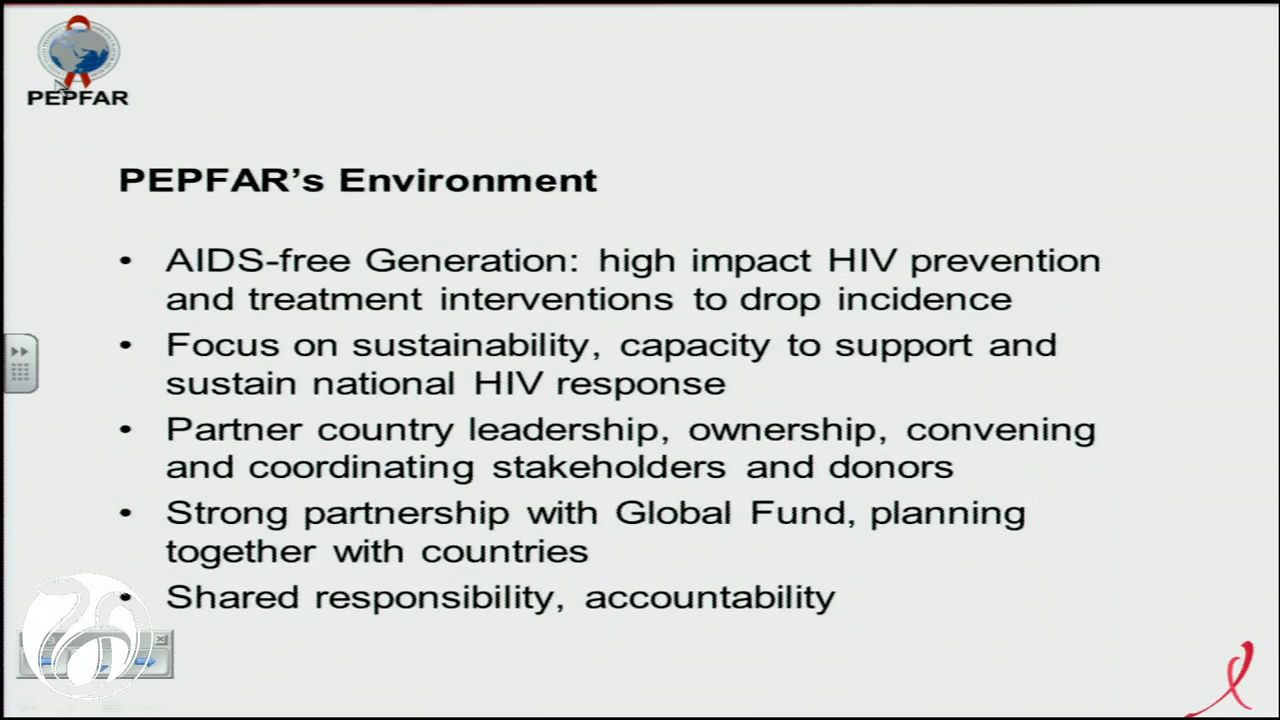 PEPFAR
PEPFAR's Environment
• AIDS-free Generation: high impact HIV prevention
and treatment interventions to drop incidence
• Focus on sustainability, capacity to support and
sustain national HIV response
• Partner country leadership, ownership, convening
and coordinating stakeholders and donors
• Strong partnership with Global Fund, planning
together with countries
• Shared responsibility, accountability